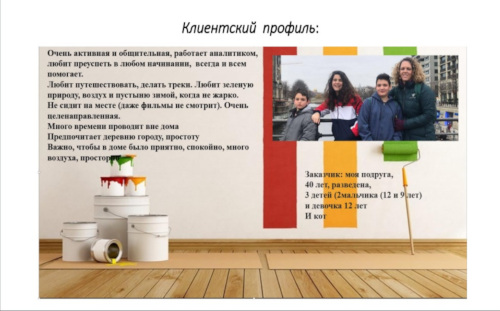 Клиентский профиль:
Очень активная и общительная, работает аналитиком,
любит преуспеть в любом начинании, всегда и всем
помогает.
Любит путешествовать, делать треки. Любит зеленую
природу, воздух и пустыню зимой, когда не жарко.
Не сидит на месте (даже фильмы не смотрит). Очень
целенаправленная.
Много времени проводит вне дома
Предпочитает деревню городу, простоту
Важно, чтобы в доме было приятно, спокойно, много
воздуха, простора
Заказчик: моя подруга,
40 лет, разведена,
3 детей (2мальчика (12 и 9 лет)
и девочка 12 лет
И кот